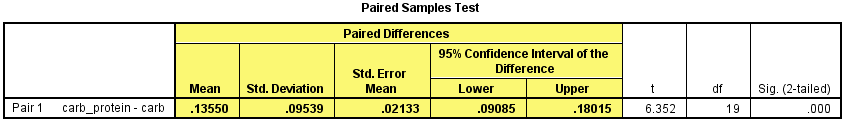 Paired Samples Test
Paired Differences
95% Confidence Interval of the Difference
Mean Std. Deviation Std. Error Mean Lower Upper t df Sig. (2-tailed)
Pair 1 carb_protein - carb .13550 .09539 .02133 .09085 .18015 6.352 19 .000